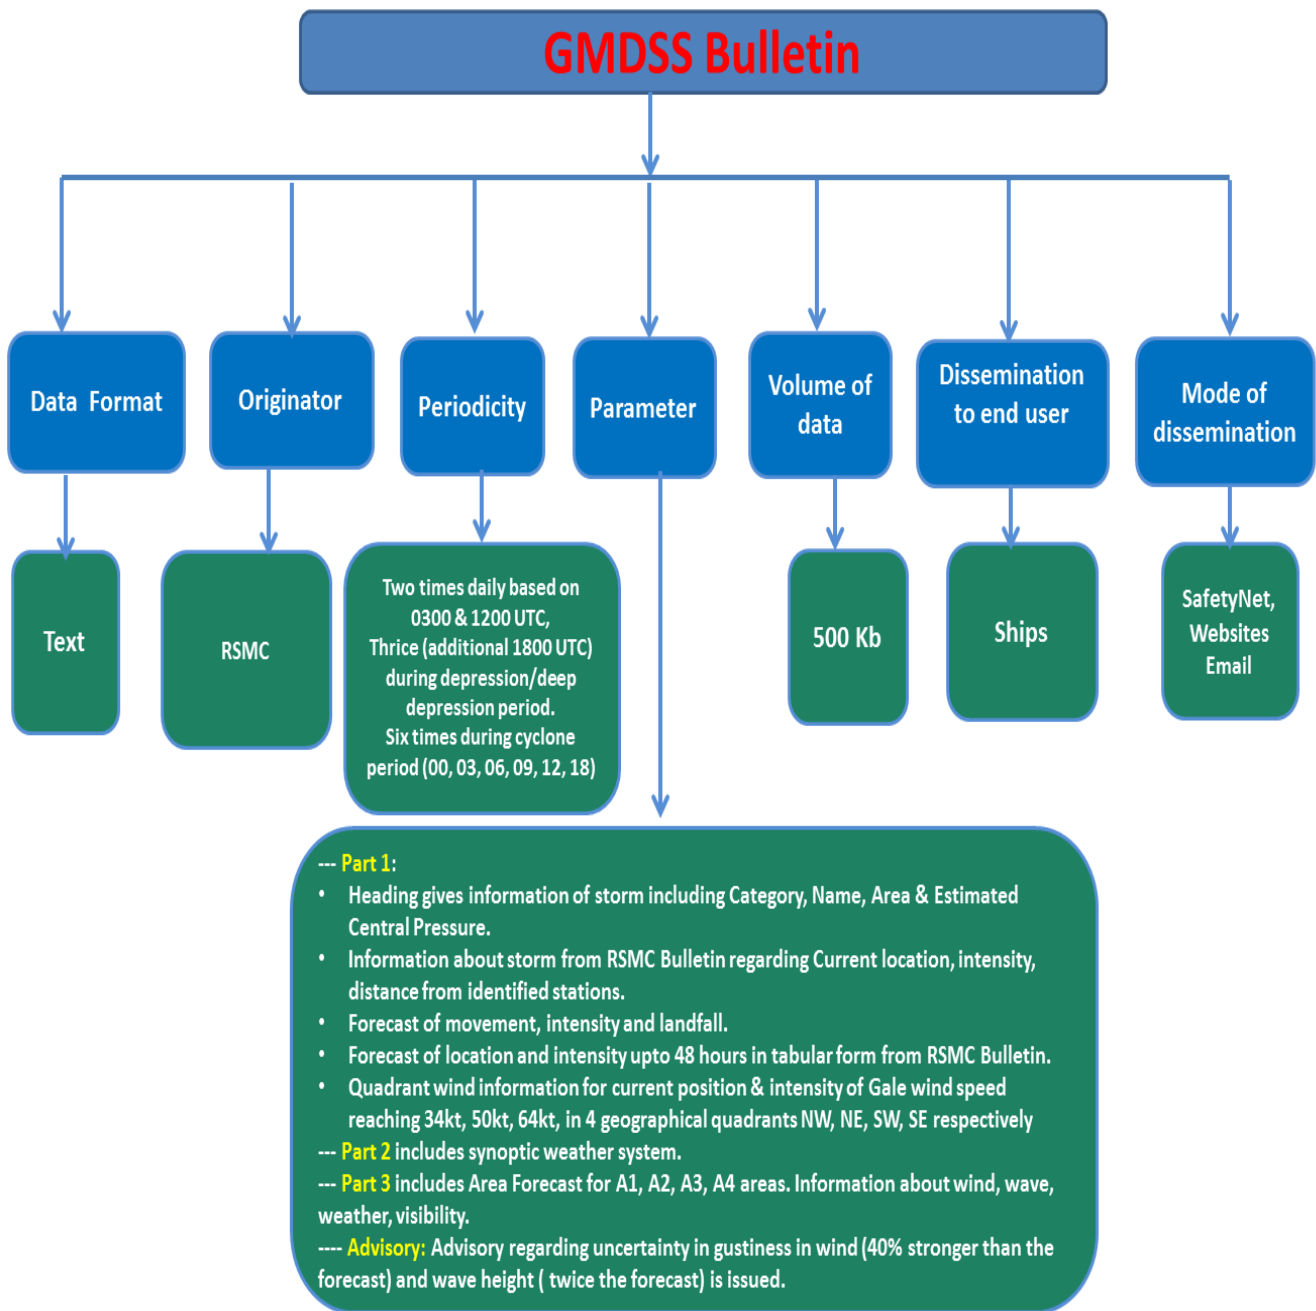 GMDSS Bulletin
Data Format
Originator
Periodicity
Parameter
Volume of
data
Dissemination
to end user
Mode of
dissemination
Text
RSMC
Two times daily based on
0300 & 1200 UTC,
Thrice (additional 1800 UTC)
during depression/deep
depression period.
Six times during cyclone
period (00, 03, 06, 09, 12, 18)
500 Kb
Ships
SafetyNet,
Websites
Email
--- Part 1:
• Heading gives information of storm including Category, Name, Area & Estimated
Central Pressure.
• Information about storm from RSMC Bulletin regarding Current location, intensity,
distance from identified stations.
• Forecast of movement, intensity and landfall.
• Forecast of location and intensity upto 48 hours in tabular form from RSMC Bulletin.
• Quadrant wind information for current position & intensity of Gale wind speed
reaching 34kt, 50kt, 64kt, in 4 geographical quadrants NW, NE, SW, SE respectively
--- Part 2 includes synoptic weather system.
--- Part 3 includes Area Forecast for A1, A2, A3, A4 areas. Information about wind, wave,
weather, visibility.
---- Advisory: Advisory regarding uncertainty in gustiness in wind (40% stronger than the
forecast) and wave height ( twice the forecast) is issued.